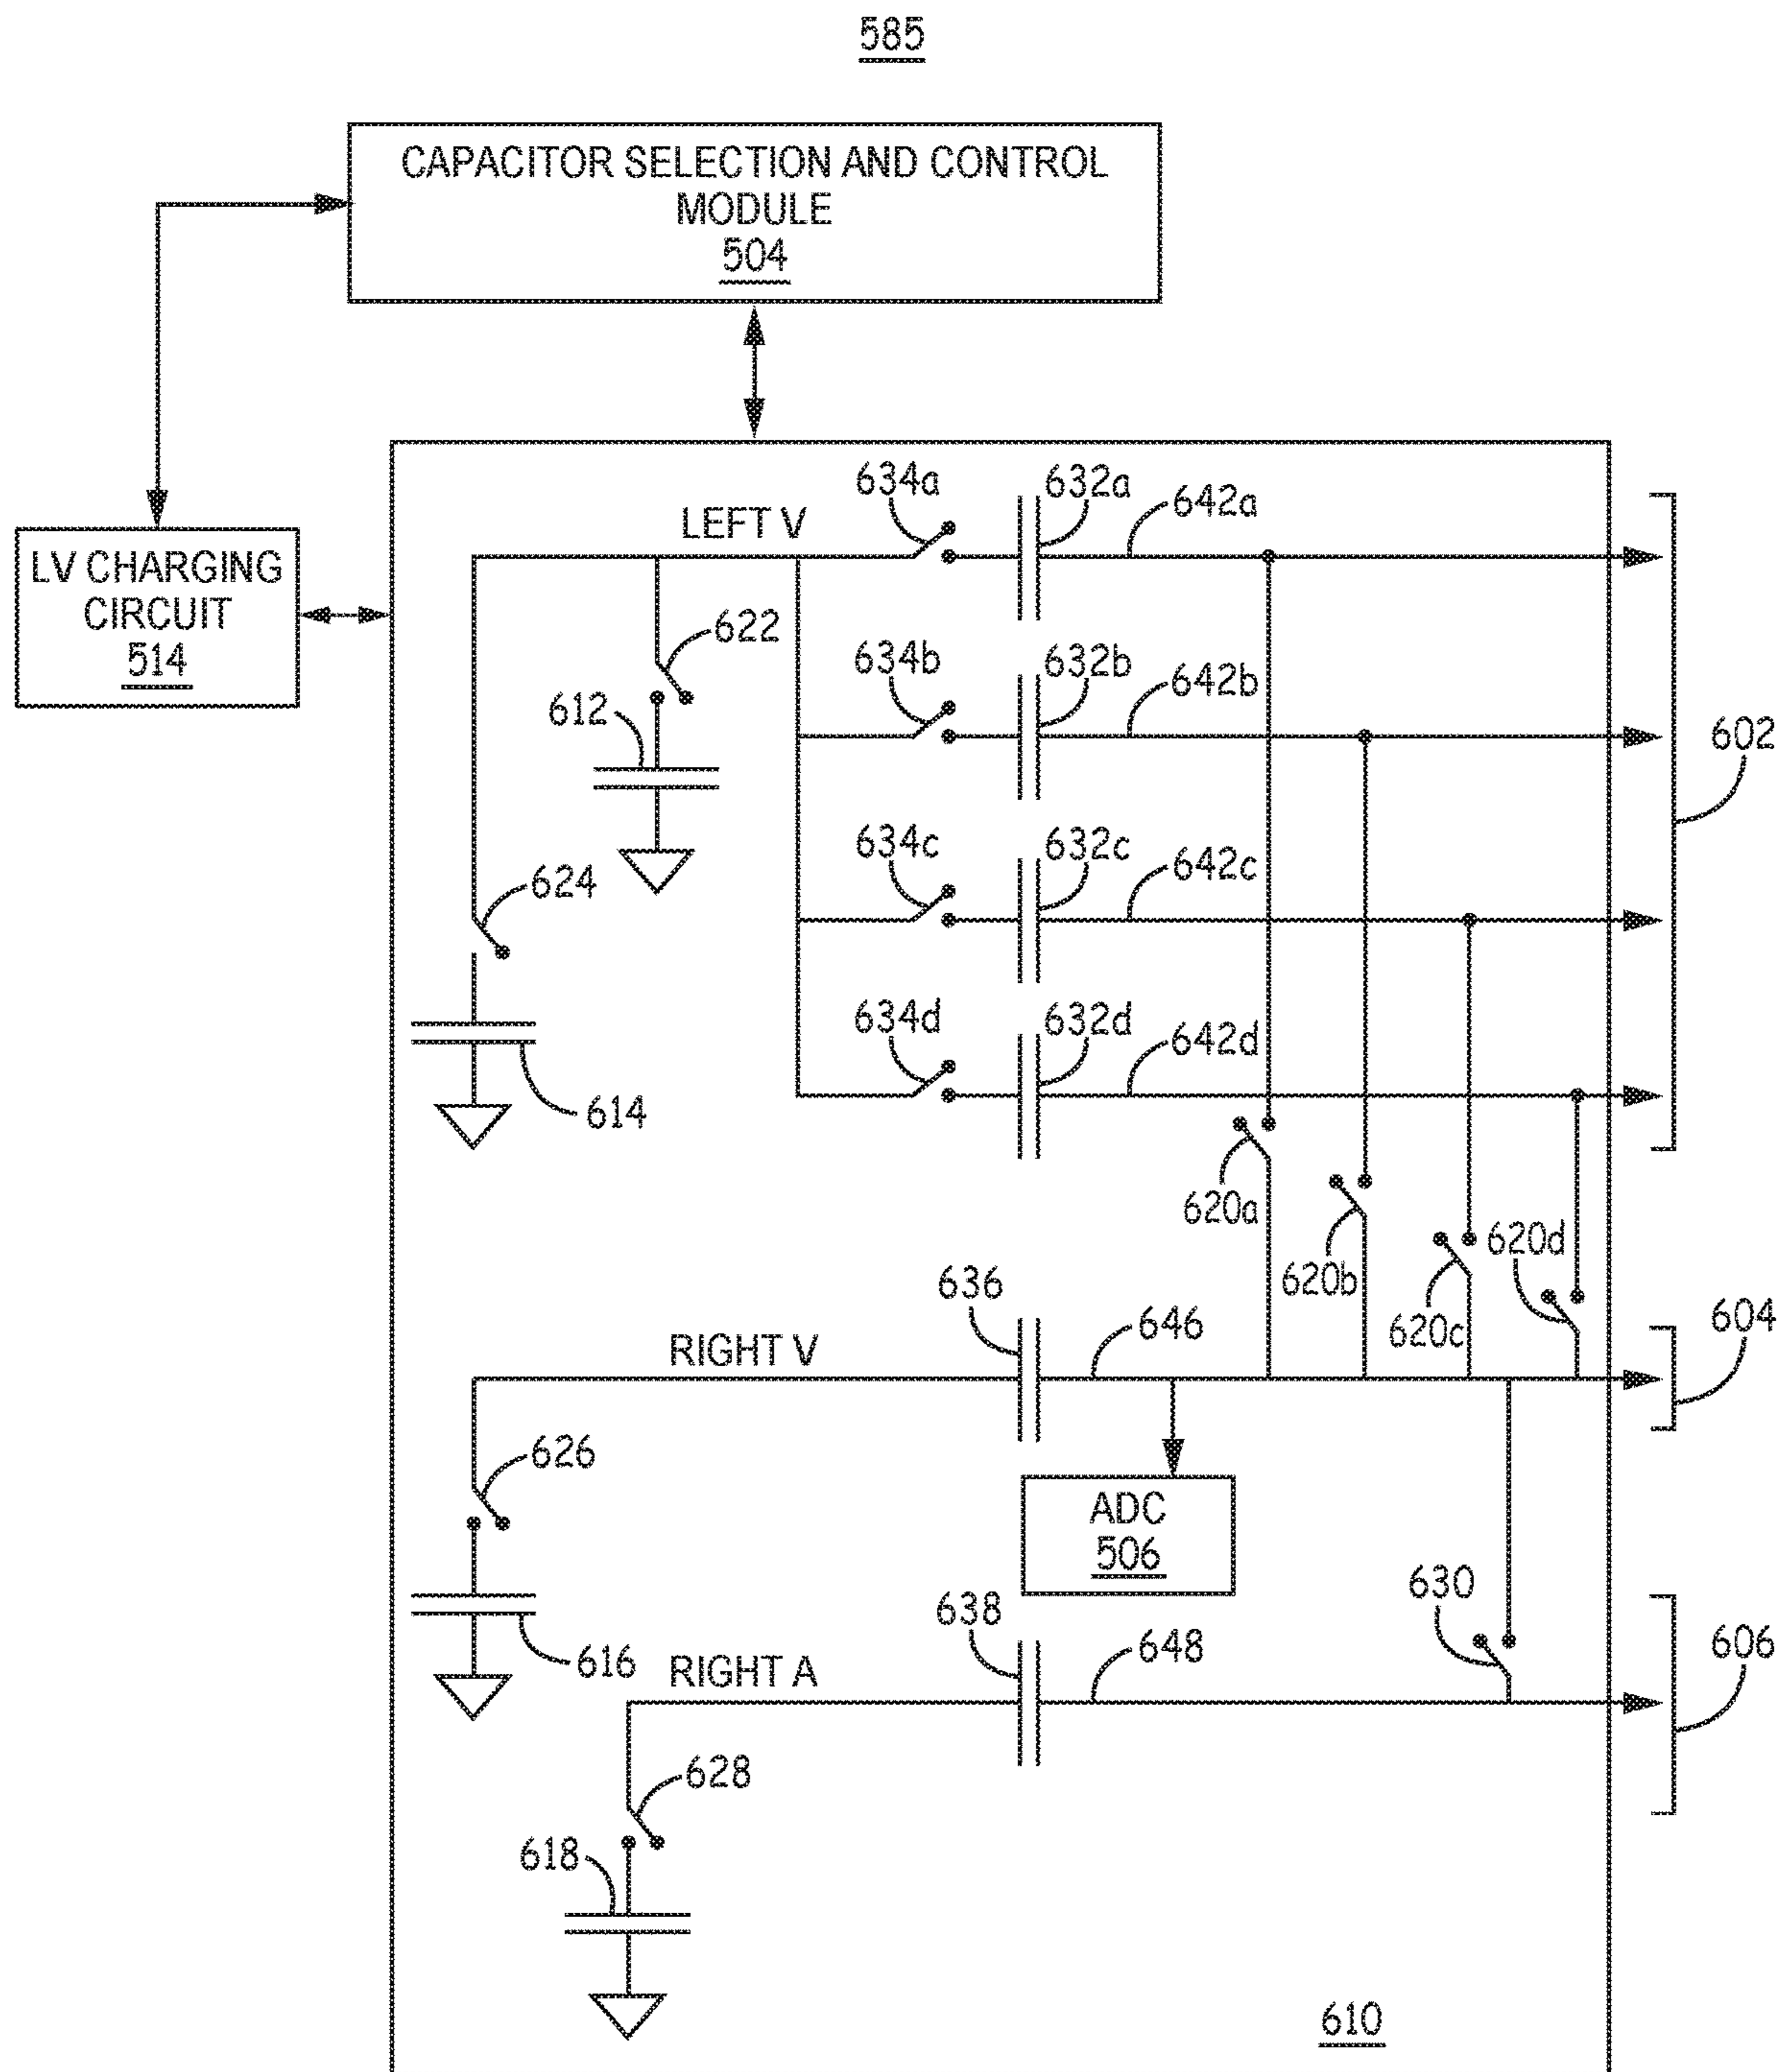 585
CAPACITOR SELECTION AND CONTROL
MODULE
504
LV CHARGING
CIRCUIT
514
LEFT V
634a
632a
642a
622
612
634b
632b
642b
602
624
634c
632c
642c
614
634d
632d
642d
620a
620b
620c
620d
636
646
604
RIGHT V
626
616
ADC
506
638
648
630
606
RIGHT A
628
618
610